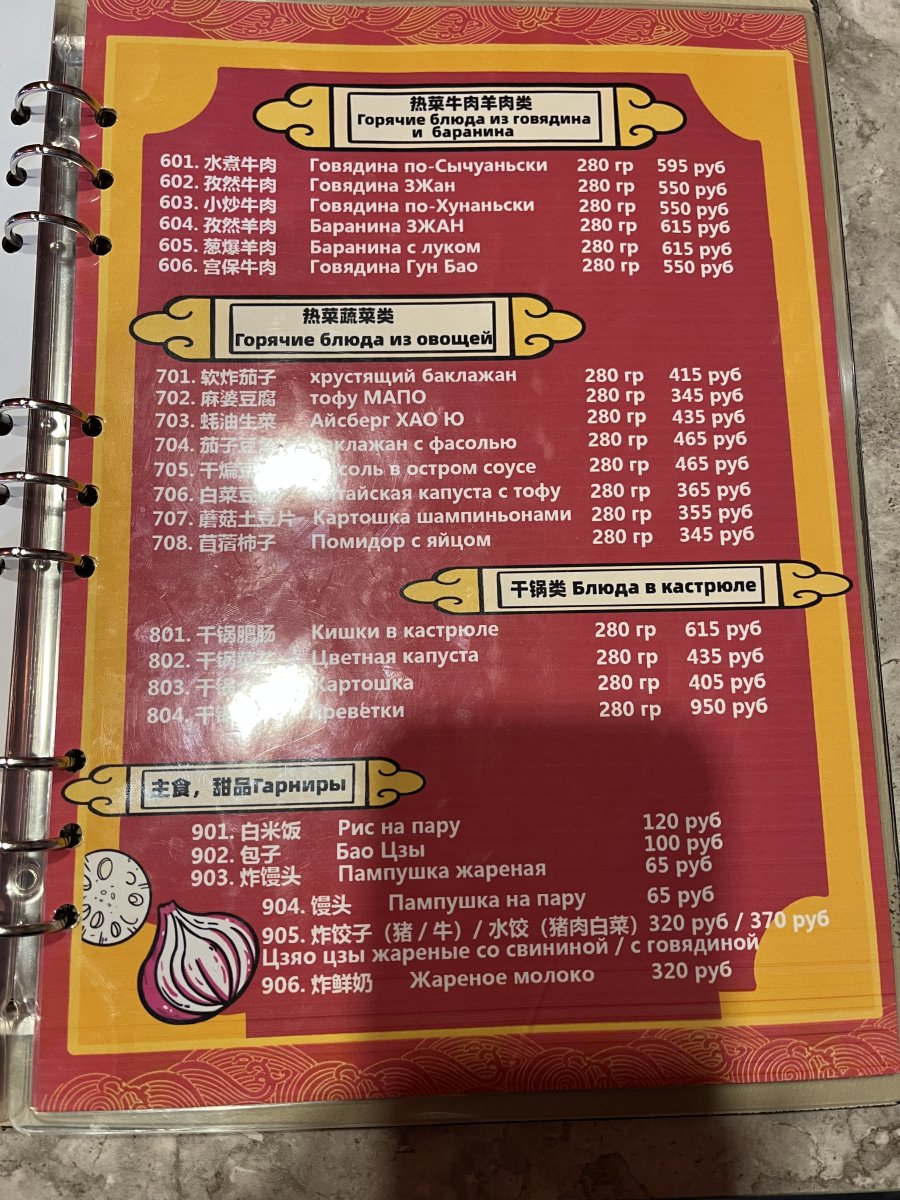 热菜牛肉羊肉类
Горячие блюда из говядина
и баранина
601. 水煮牛肉 Говядина по-Сычуаньски 280 гр 595 руб
602. 孜然牛肉 Говядина ЗЖан 280 гр 550 руб
603. 小炒牛肉 Говядина по-Хунаньски 280 гр 550 руб
604. 孜然羊肉 Баранина ЗЖАН 280 гр 615 руб
605. 葱爆羊肉 Баранина с луком 280 гр 615 руб
606. 宫保牛肉 Говядина Гун Бао 280 гр 550 руб
热菜蔬菜类
Горячие блюда из овощей
701. 软炸茄子 хрустящий баклажан 280 гр 415 руб
702. 麻婆豆腐 тофу МАПО 280 гр 345 руб
703. 蚝油生菜 Айсберг ХАО Ю 280 гр 435 руб
704. 茄子豆 баклажан с фасолью 280 гр 465 руб
705. 干煸 Фасоль в остром соусе 280 гр 465 руб
706. 白菜豆 китайская капуста с тофу 280 гр 365 руб
707. 蘑菇土豆片 Картошка шампиньонами 280 гр 355 руб
708. 苜蓿柿子 Помидор с яйцом 280 гр 345 руб
干锅类 Блюда в кастрюле
801. 干锅肥肠 Кишки в кастрюле 280 гр 615 руб
802. 干锅菜花 Цветная капуста 280 гр 435 руб
803. 干锅 Картошка 280 гр 405 руб
804. 干 креветки 280 гр 950 руб
主食，甜品Гарниры
901. 白米饭 Рис на пару 120 руб
902. 包子 Бао Цзы 100 руб
903. 炸馒头 Пампушка жареная 65 руб
904. 馒头 Пампушка на пару 65 руб
905. 炸饺子（猪 / 牛）/ 水饺（猪肉白菜）320 руб / 370 руб
Цзяо цзы жареные со свининой / с говядиной
906. 炸鲜奶 Жареное молоко 320 руб